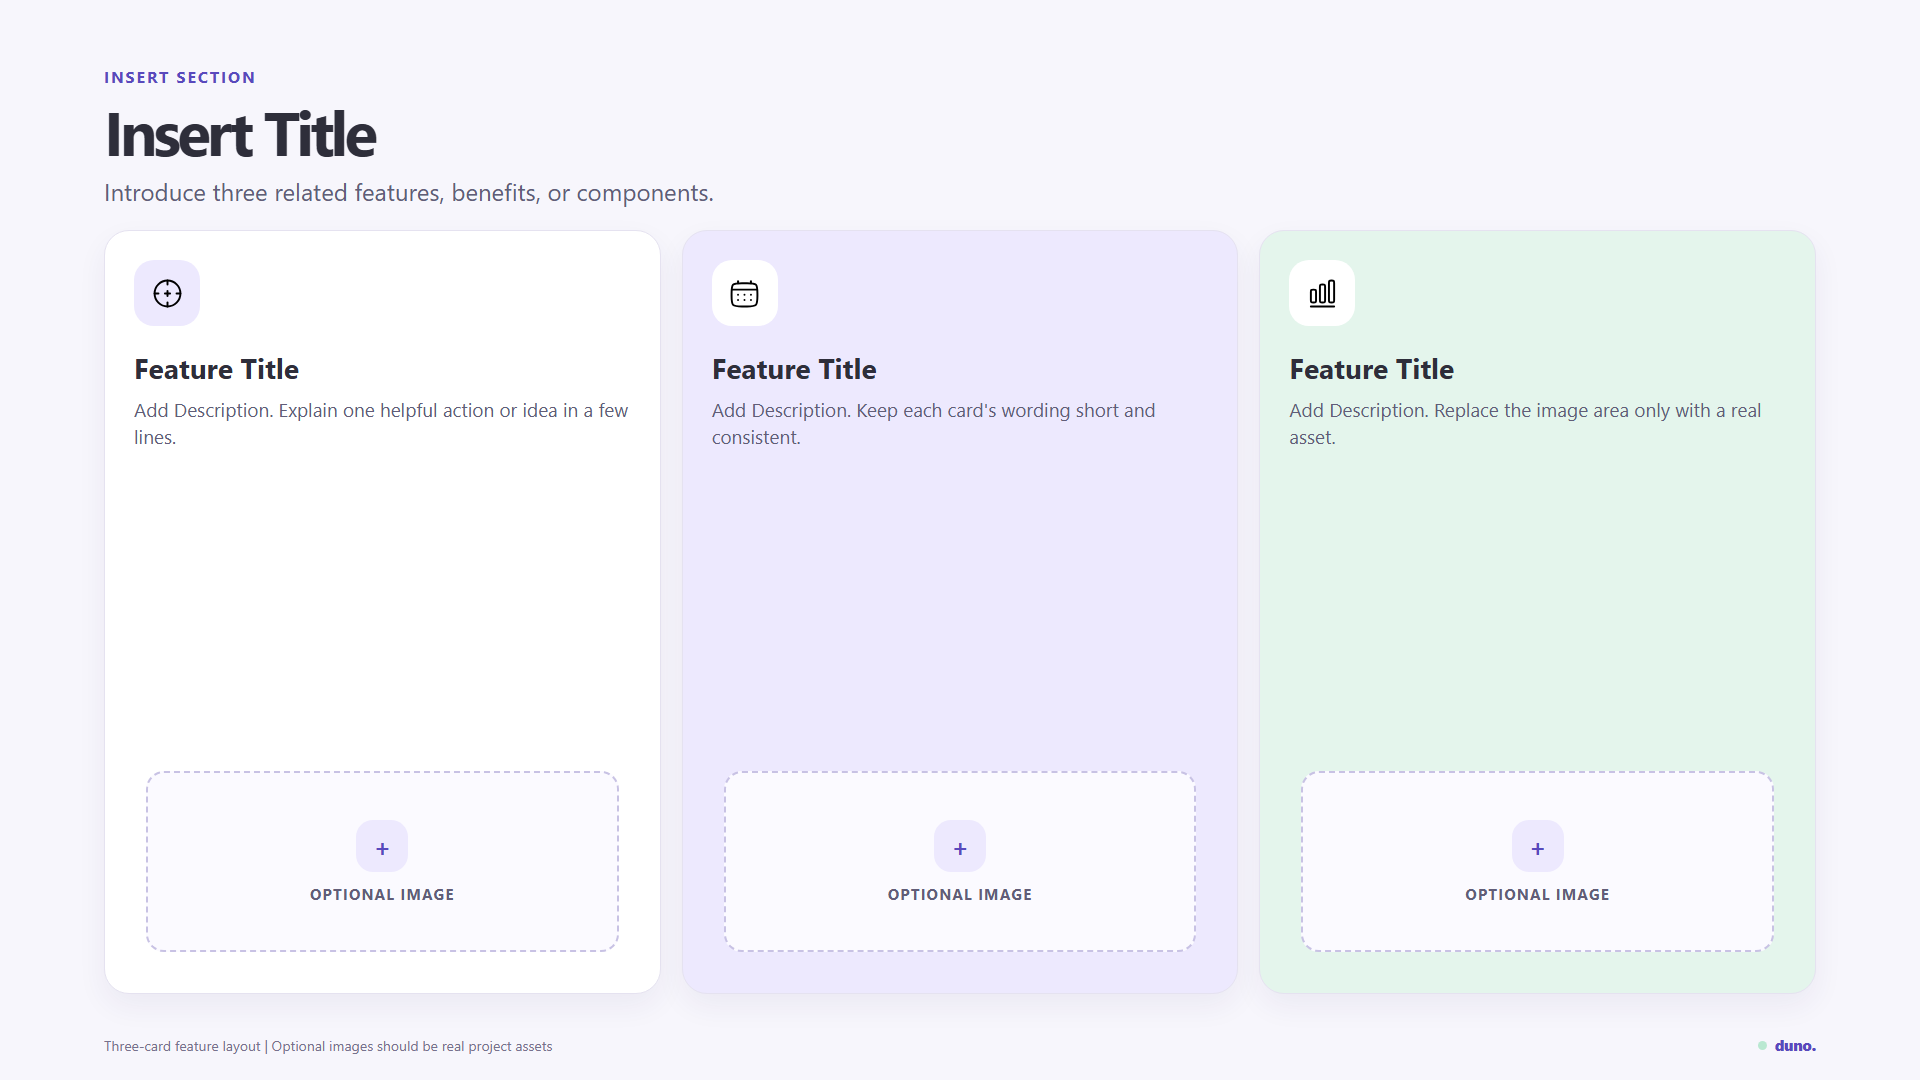 INSERT SECTION
Insert Title
Introduce three related features, benefits, or components.
Feature Title
Add Description. Explain one helpful action or idea in a few
lines.
+
OPTIONAL IMAGE
Feature Title
Add Description. Keep each card's wording short and
consistent.
+
OPTIONAL IMAGE
Feature Title
Add Description. Replace the image area only with a real
asset.
+
OPTIONAL IMAGE
Three-card feature layout | Optional images should be real project assets
duno.